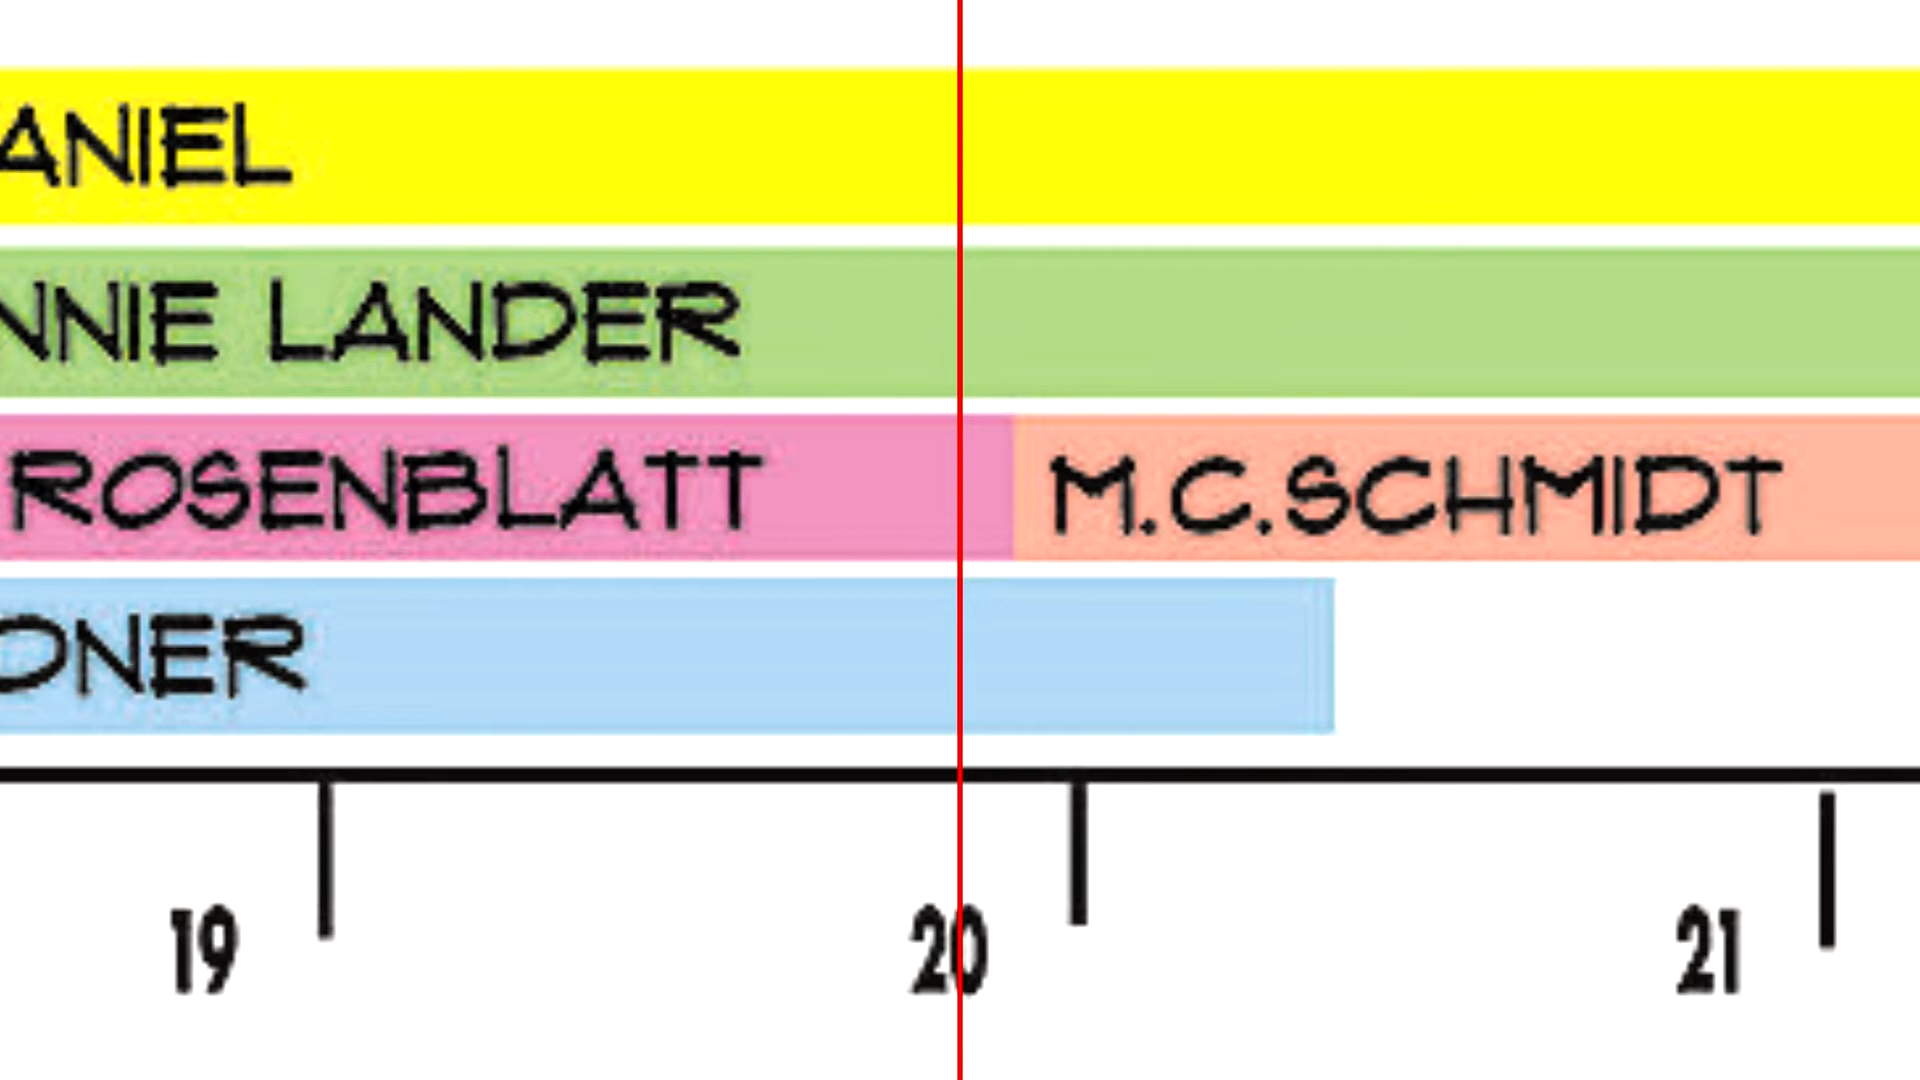 ANIEL
NNIE LANDER
ROSENBLATT M.C.SCHMIDT
ONER
19 20 21